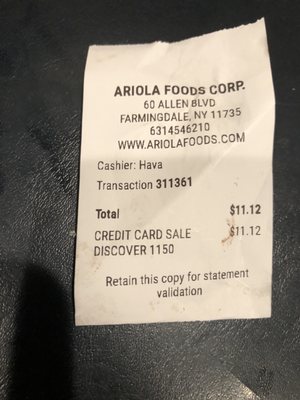 ARIOLA FOODS CORP.
60 ALLEN BLVD
FARMINGDALE, NY 11735
6314546210
WWW.ARIOLAFOODS.COM
Cashier: Hava
Transaction 311361
Total $11.12
CREDIT CARD SALE $11.12
DISCOVER 1150
Retain this copy for statement
validation